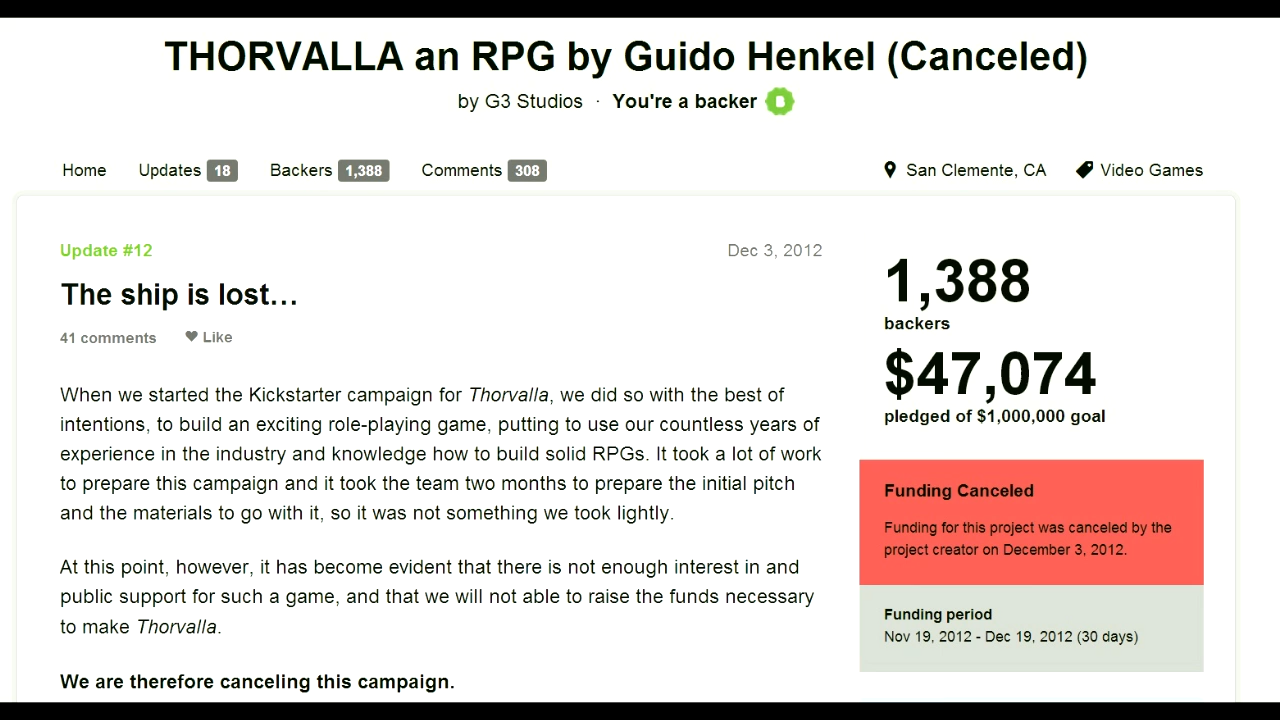 THORVALLA an RPG by Guido Henkel (Canceled)
by G3 Studios · You're a backer
Home Updates 18 Backers 1,388 Comments 308 San Clemente, CA Video Games
Update #12 Dec 3, 2012
The ship is lost...
41 comments Like
When we started the Kickstarter campaign for Thorvalla, we did so with the best of
intentions, to build an exciting role-playing game, putting to use our countless years of
experience in the industry and knowledge how to build solid RPGs. It took a lot of work
to prepare this campaign and it took the team two months to prepare the initial pitch
and the materials to go with it, so it was not something we took lightly.
At this point, however, it has become evident that there is not enough interest in and
public support for such a game, and that we will not able to raise the funds necessary
to make Thorvalla.
We are therefore canceling this campaign.
1,388
backers
$47,074
pledged of $1,000,000 goal
Funding Canceled
Funding for this project was canceled by the
project creator on December 3, 2012.
Funding period
Nov 19, 2012 - Dec 19, 2012 (30 days)